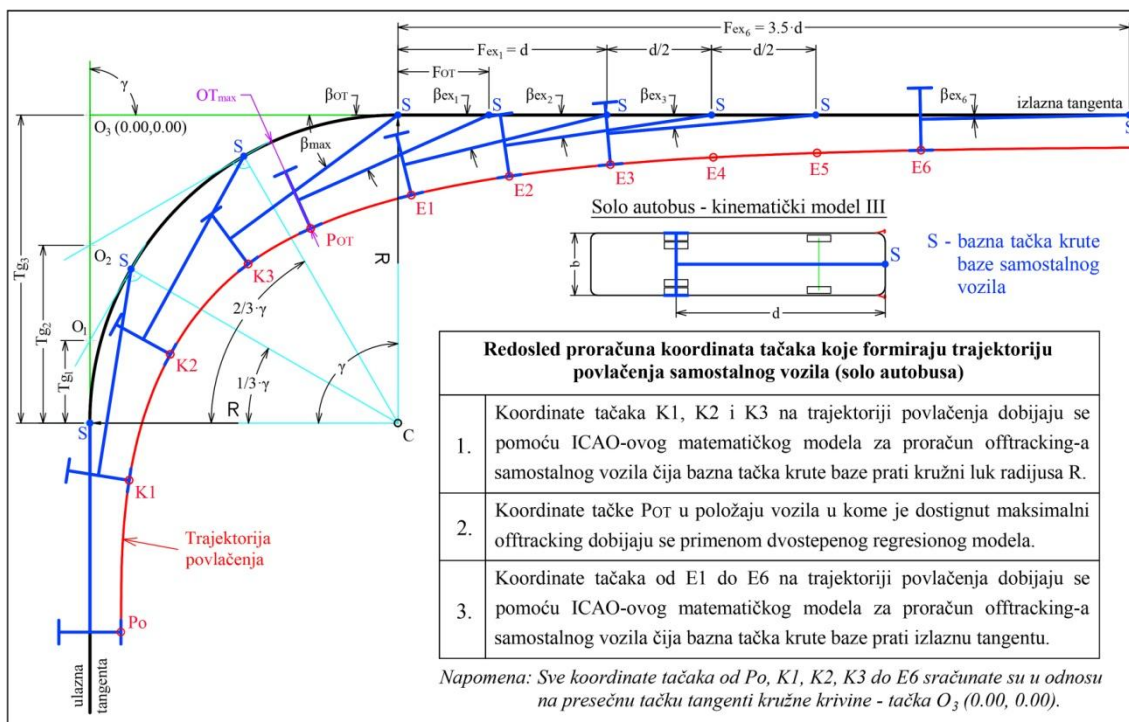 Fex6 = 3.5·d
Fex1 = d
d/2
d/2
FOT
γ
OTmax
βOT
βex1
βex2
βex3
βex6
S
S
S
S
S
izlazna tangenta
S
O3 (0.00,0.00)
βmax
S
E1
E2
E3
E4
E5
E6
Solo autobus - kinematički model III
S - bazna tačka krute
baze samostalnog
vozila
b
S
d
POT
R
Tg3
O2
S
K3
Tg2
2/3·γ
O1
K2
Tg1
1/3·γ
γ
S
R
C
K1
Trajektorija
povlačenja
Po
ulazna
tangenta
Redosled proračuna koordinata tačaka koje formiraju trajektoriju
povlačenja samostalnog vozila (solo autobusa)
1.
Koordinate tačaka K1, K2 i K3 na trajektoriji povlačenja dobijaju se
pomoću ICAO-ovog matematičkog modela za proračun offtracking-a
samostalnog vozila čija bazna tačka krute baze prati kružni luk radijusa R.
2.
Koordinate tačke POT u položaju vozila u kome je dostignut maksimalni
offtracking dobijaju se primenom dvostepenog regresionog modela.
3.
Koordinate tačaka od E1 do E6 na trajektoriji povlačenja dobijaju se
pomoću ICAO-ovog matematičkog modela za proračun offtracking-a
samostalnog vozila čija bazna tačka krute baze prati izlaznu tangentu.
Napomena: Sve koordinate tačaka od Po, K1, K2, K3 do E6 sračunate su u odnosu
na presečnu tačku tangenti kružne krivine - tačka O3 (0.00, 0.00).